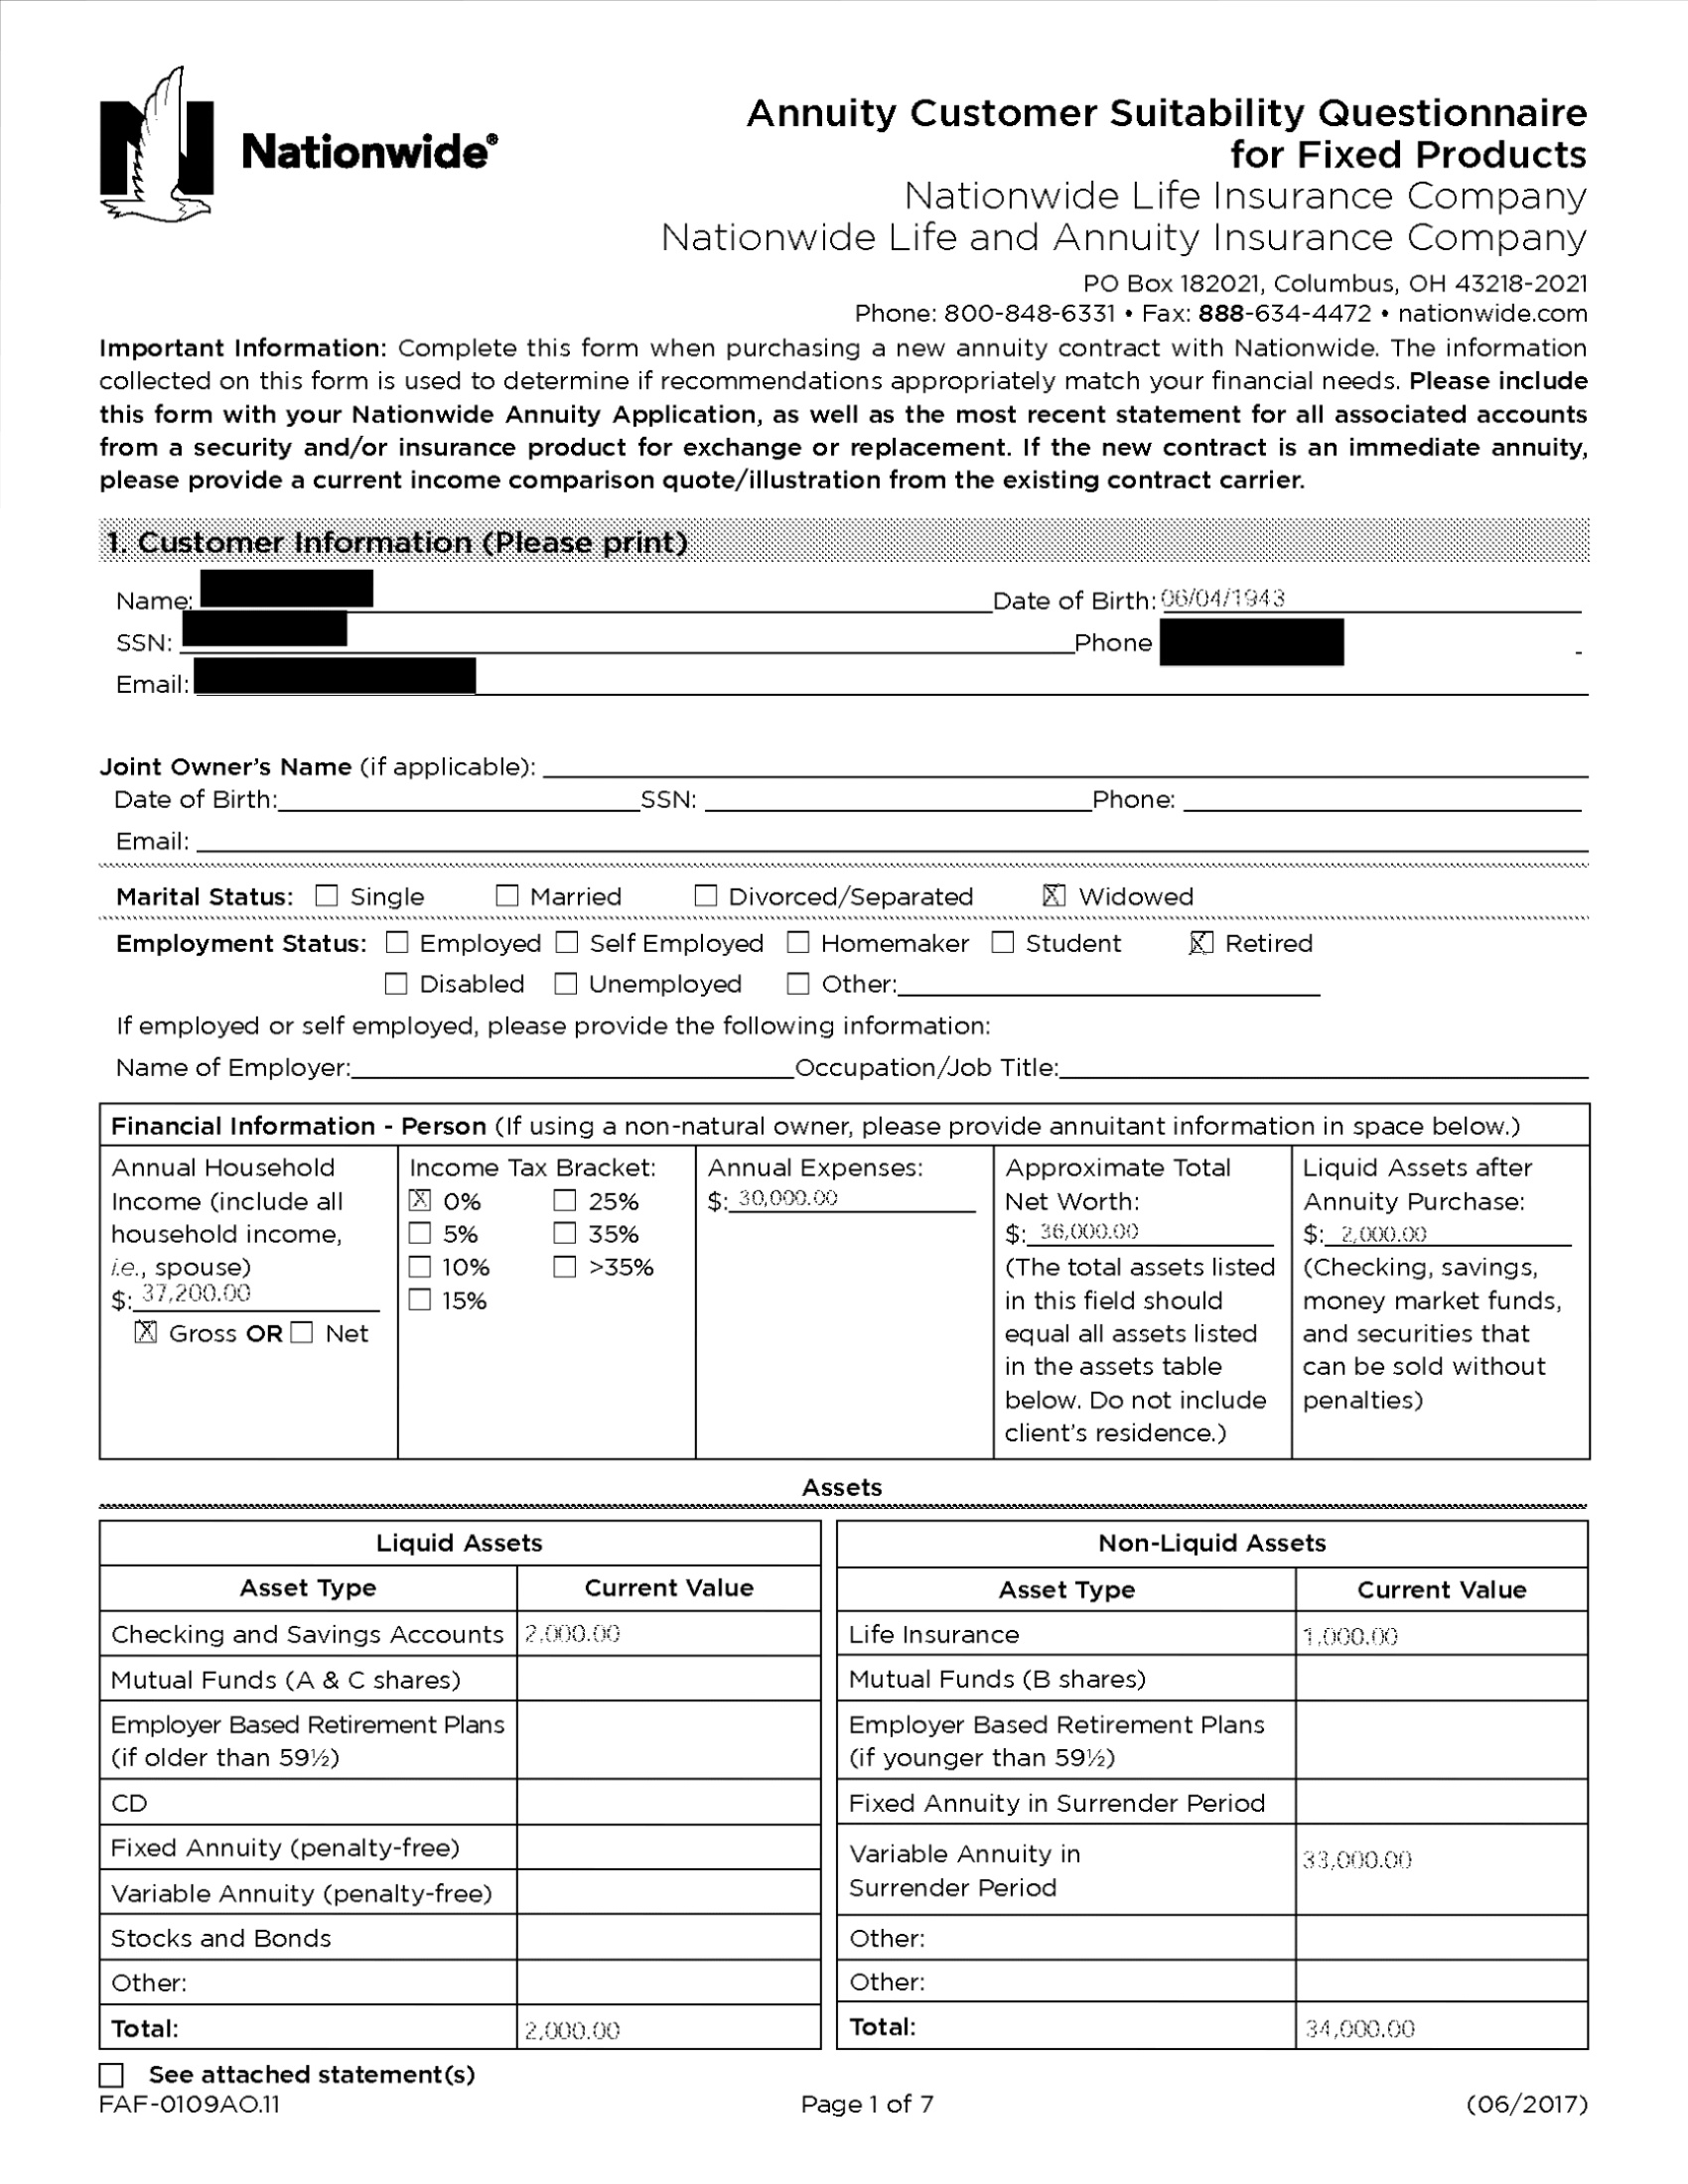 Nationwide®
Annuity Customer Suitability Questionnaire
for Fixed Products
Nationwide Life Insurance Company
Nationwide Life and Annuity Insurance Company
PO Box 182021, Columbus, OH 43218-2021
Phone: 800-848-6331 • Fax: 888-634-4472 • nationwide.com
Important Information: Complete this form when purchasing a new annuity contract with Nationwide. The information
collected on this form is used to determine if recommendations appropriately match your financial needs. Please include
this form with your Nationwide Annuity Application, as well as the most recent statement for all associated accounts
from a security and/or insurance product for exchange or replacement. If the new contract is an immediate annuity,
please provide a current income comparison quote/illustration from the existing contract carrier.
1. Customer Information (Please print)
Name: Date of Birth: 06/04/1943
SSN: Phone
Email:
Joint Owner's Name (if applicable):
Date of Birth: SSN: Phone:
Email:
Marital Status: ☐ Single ☐ Married ☐ Divorced/Separated ☒ Widowed
Employment Status: ☐ Employed ☐ Self Employed ☐ Homemaker ☐ Student ☒ Retired
☐ Disabled ☐ Unemployed ☐ Other:
If employed or self employed, please provide the following information:
Name of Employer: Occupation/Job Title:
Financial Information - Person (If using a non-natural owner, please provide annuitant information in space below.)
Annual Household
Income (include all
household income,
i.e., spouse)
$: 37,200.00
☒ Gross OR ☐ Net
Income Tax Bracket:
☒ 0% ☐ 25%
☐ 5% ☐ 35%
☐ 10% ☐ >35%
☐ 15%
Annual Expenses:
$: 30,000.00
Approximate Total
Net Worth:
$: 36,000.00
(The total assets listed
in this field should
equal all assets listed
in the assets table
below. Do not include
client's residence.)
Liquid Assets after
Annuity Purchase:
$: 2,000.00
(Checking, savings,
money market funds,
and securities that
can be sold without
penalties)
Assets
Liquid Assets
Asset Type Current Value
Checking and Savings Accounts 2,000.00
Mutual Funds (A & C shares)
Employer Based Retirement Plans
(if older than 59½)
CD
Fixed Annuity (penalty-free)
Variable Annuity (penalty-free)
Stocks and Bonds
Other:
Total: 2,000.00
Non-Liquid Assets
Asset Type Current Value
Life Insurance 1,000.00
Mutual Funds (B shares)
Employer Based Retirement Plans
(if younger than 59½)
Fixed Annuity in Surrender Period
Variable Annuity in
Surrender Period 33,000.00
Other:
Other:
Total: 34,000.00
☐ See attached statement(s)
FAF-0109AO.11 Page 1 of 7 (06/2017)